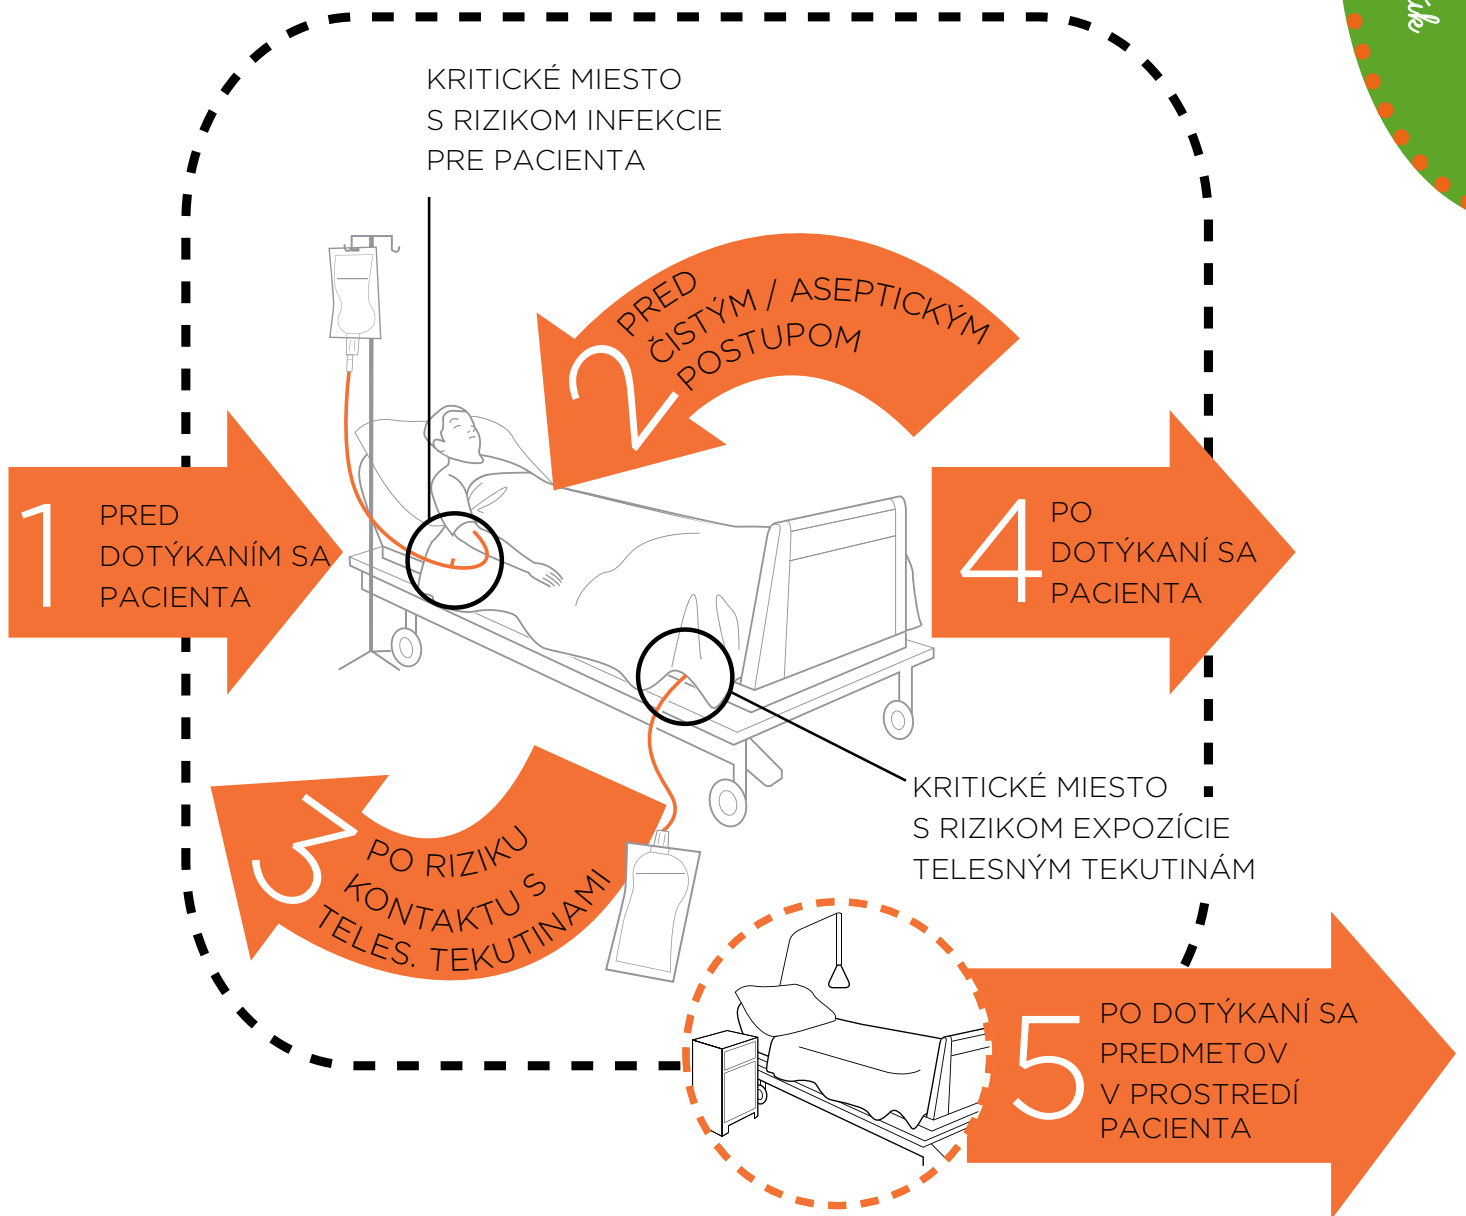 KRITICKÉ MIESTO
S RIZIKOM INFEKCIE
PRE PACIENTA
PRED
ČISTÝM / ASEPTICKÝM
POSTUPOM
2
1
PRED
DOTÝKANÍM SA
PACIENTA
4
PO
DOTÝKANÍ SA
PACIENTA
3
PO RIZIKU
KONTAKTU S
TELES. TEKUTINAMI
KRITICKÉ MIESTO
S RIZIKOM EXPOZÍCIE
TELESNÝM TEKUTINÁM
5
PO DOTÝKANÍ SA
PREDMETOV
V PROSTREDÍ
PACIENTA